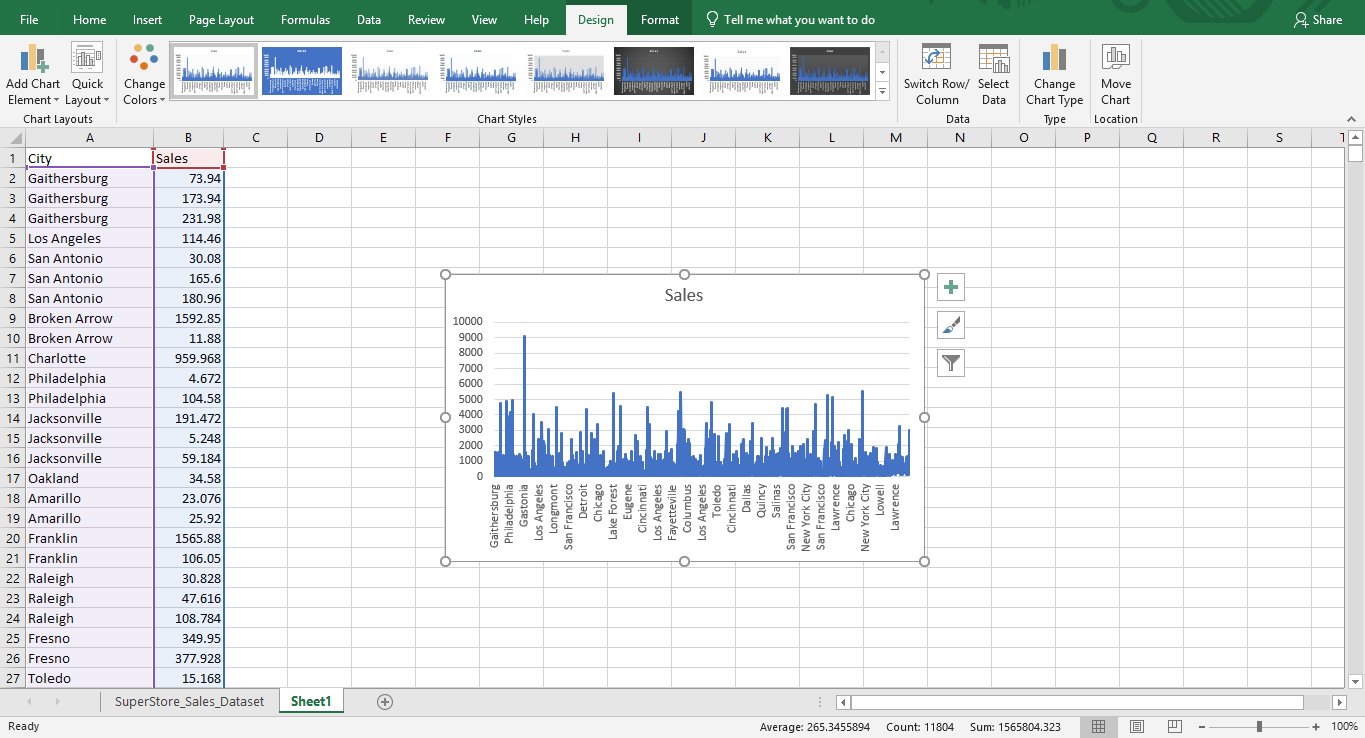 File Home Insert Page Layout Formulas Data Review View Help Design Format Tell me what you want to do Share
Add Chart Element
Quick Layout
Change Colors
Switch Row/ Column
Select Data
Change Chart Type
Move Chart
Chart Layouts Chart Styles Data Type Location
A B C D E F G H I J K L M N O P Q R S T
1 City Sales
2 Gaithersburg 73.94
3 Gaithersburg 173.94
4 Gaithersburg 231.98
5 Los Angeles 114.46
6 San Antonio 30.08
7 San Antonio 165.6
8 San Antonio 180.96
9 Broken Arrow 1592.85
10 Broken Arrow 11.88
11 Charlotte 959.968
12 Philadelphia 4.672
13 Philadelphia 104.58
14 Jacksonville 191.472
15 Jacksonville 5.248
16 Jacksonville 59.184
17 Oakland 34.58
18 Amarillo 23.076
19 Amarillo 25.92
20 Franklin 1565.88
21 Franklin 106.05
22 Raleigh 30.828
23 Raleigh 47.616
24 Raleigh 108.784
25 Fresno 349.95
26 Fresno 377.928
27 Toledo 15.168
Sales
10000
9000
8000
7000
6000
5000
4000
3000
2000
1000
0
Gaithersburg
Philadelphia
Gastonia
Los Angeles
Longmont
San Francisco
Detroit
Chicago
Lake Forest
Eugene
Cincinnati
Los Angeles
Fayetteville
Columbus
Los Angeles
Toledo
Cincinnati
Dallas
Quincy
Salinas
San Francisco
New York City
San Francisco
Lawrence
Chicago
New York City
Lowell
Lawrence
SuperStore_Sales_Dataset Sheet1
Ready Average: 265.3455894 Count: 11804 Sum: 1565804.323 100%